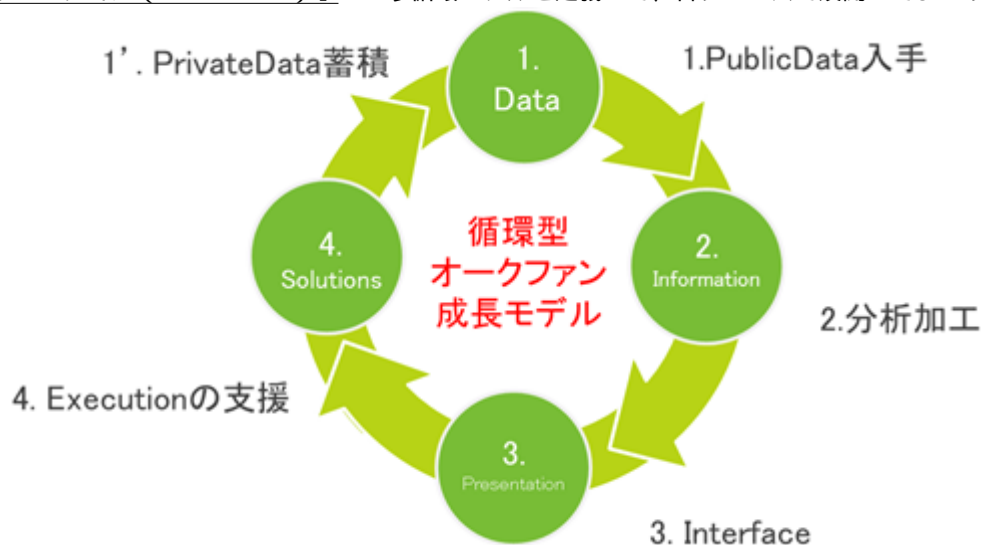 1'. PrivateData蓄積
1.
Data
1.PublicData入手
循環型
オークファン
成長モデル
4.
Solutions
2.
Information
2.分析加工
4. Executionの支援
3.
Presentation
3. Interface